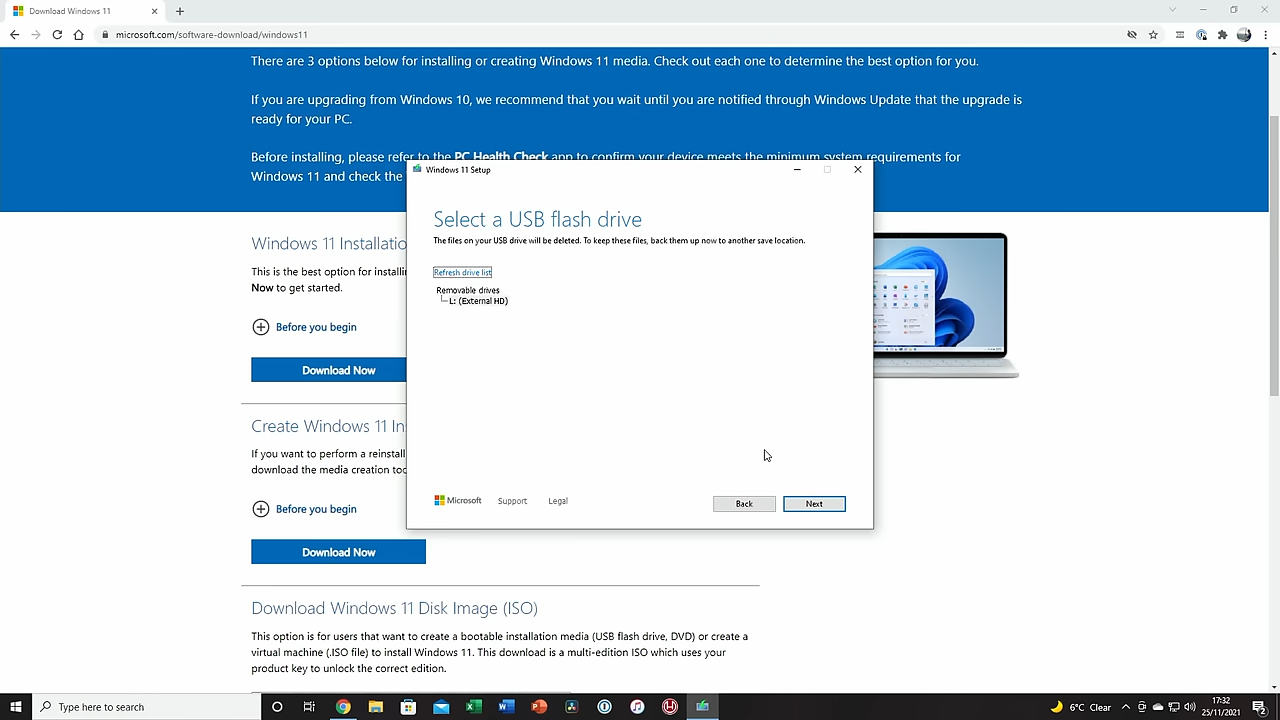 Download Windows 11
microsoft.com/software-download/windows11
There are 3 options below for installing or creating Windows 11 media. Check out each one to determine the best option for you.
If you are upgrading from Windows 10, we recommend that you wait until you are notified through Windows Update that the upgrade is
ready for your PC.
Before installing, please refer to the PC Health Check app to confirm your device meets the minimum system requirements for
Windows 11 and check the
Windows 11 Setup
Select a USB flash drive
The files on your USB drive will be deleted. To keep these files, back them up now to another save location.
Refresh drive list
Removable drives
L: (External HD)
Microsoft
Support
Legal
Back
Next
Windows 11 Installatio
This is the best option for install
Now to get started.
Before you begin
Download Now
Create Windows 11 In
If you want to perform a reinstall
download the media creation too
Before you begin
Download Now
Download Windows 11 Disk Image (ISO)
This option is for users that want to create a bootable installation media (USB flash drive, DVD) or create a
virtual machine (.ISO file) to install Windows 11. This download is a multi-edition ISO which uses your
product key to unlock the correct edition.
Type here to search
6°C Clear
17:32
25/11/2021